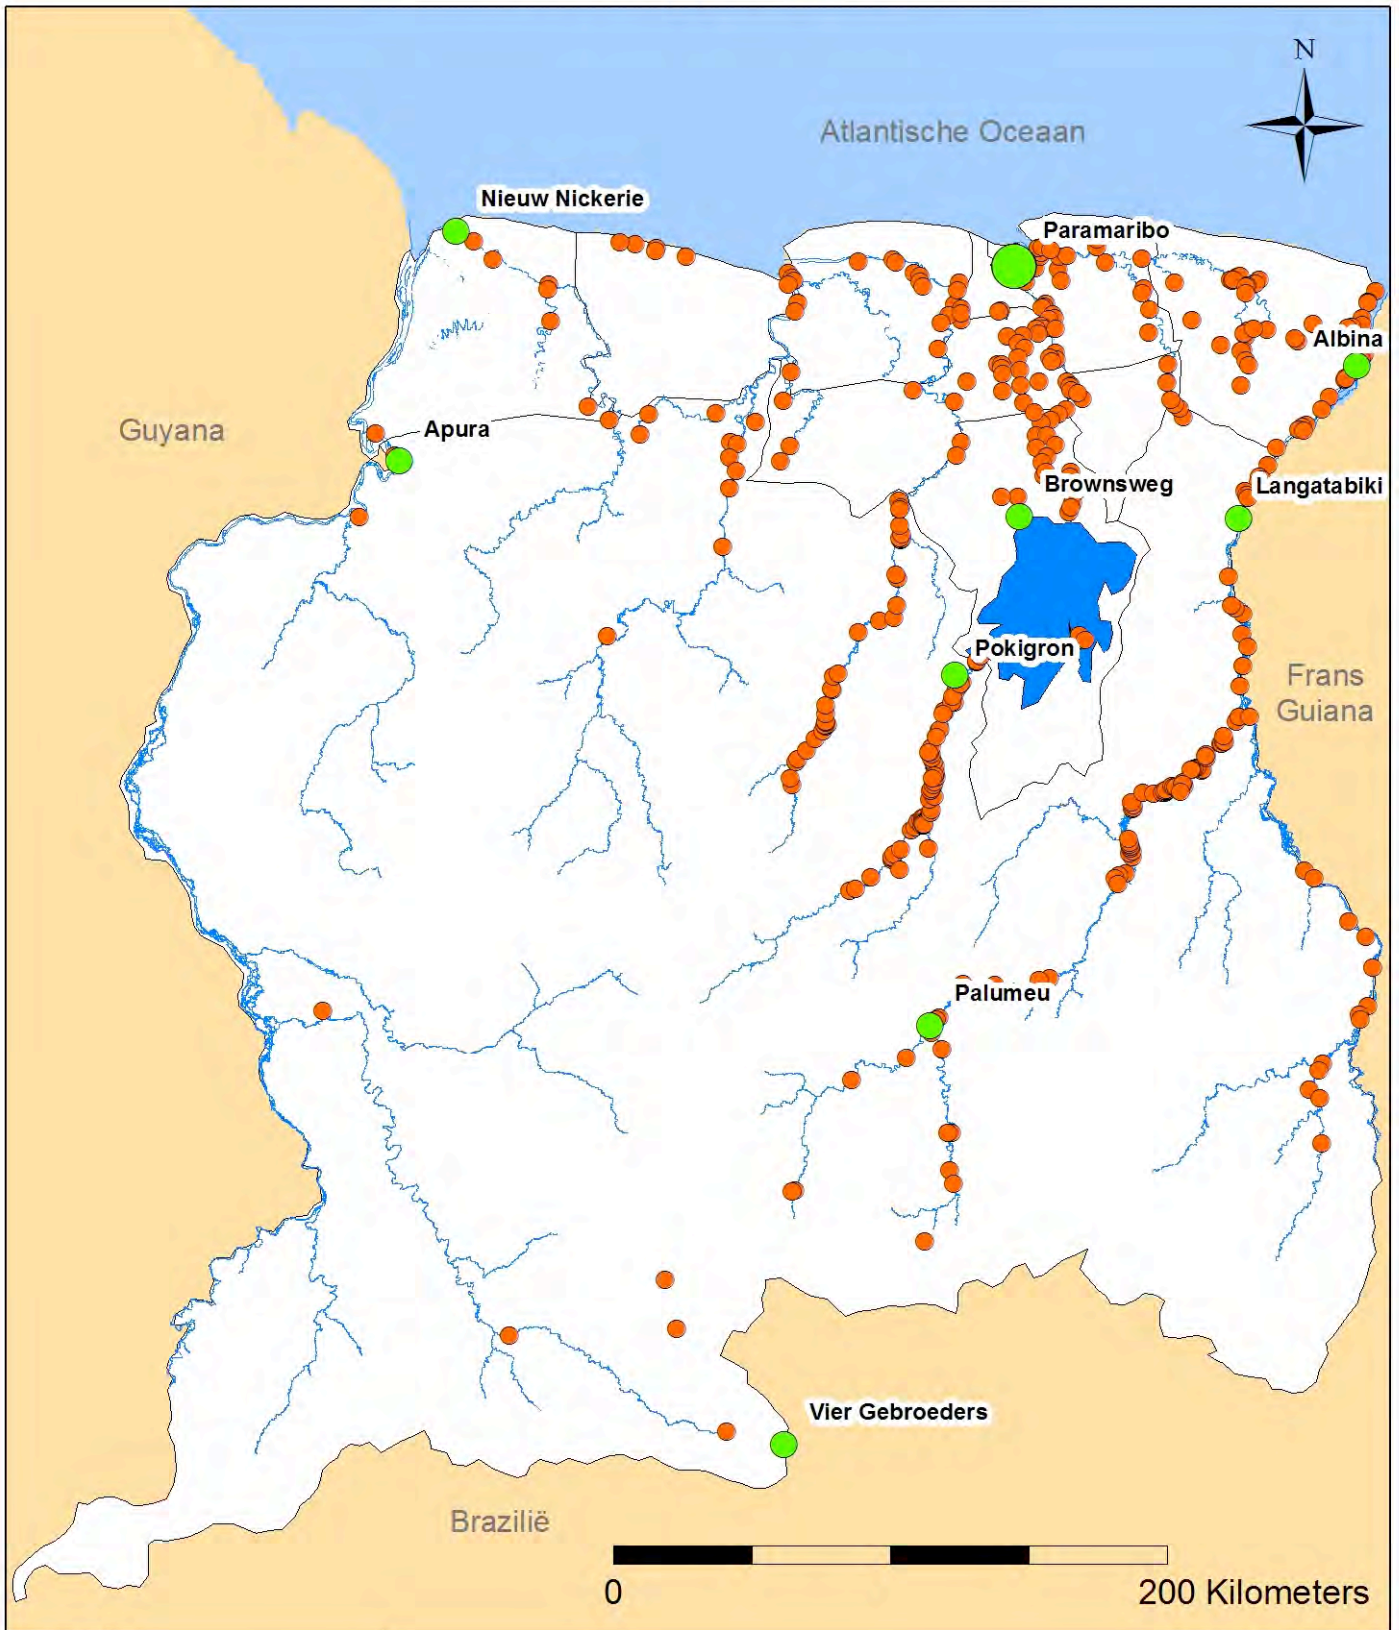 N
Atlantische Oceaan
Nieuw Nickerie
Paramaribo
Albina
Guyana
Apura
Brownsweg
Langatabiki
Pokigron
Frans
Guiana
Palumeu
Vier Gebroeders
Brazilië
0
200 Kilometers